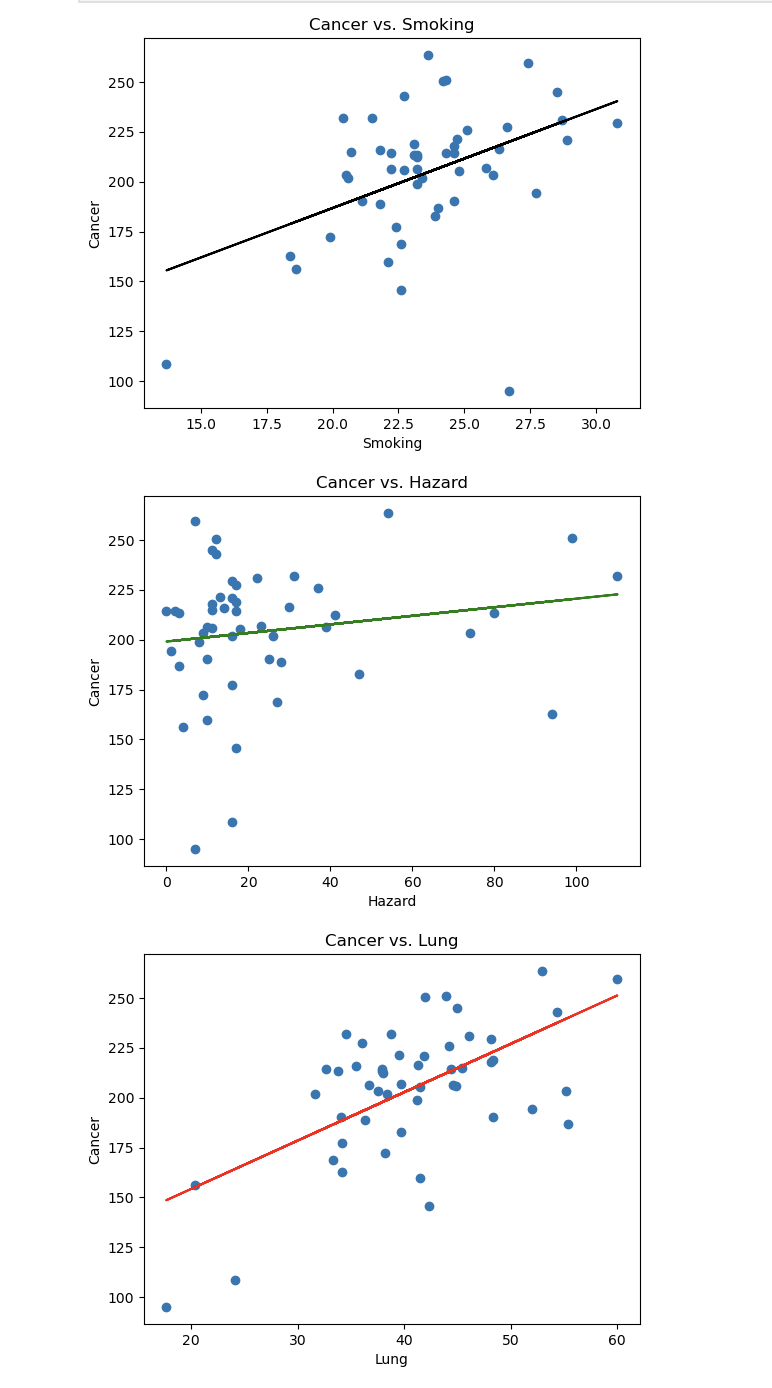 Cancer vs. Smoking
250
225
200
175
150
125
100
Cancer
15.0 17.5 20.0 22.5 25.0 27.5 30.0
Smoking
Cancer vs. Hazard
250
225
200
175
150
125
100
Cancer
0 20 40 60 80 100
Hazard
Cancer vs. Lung
250
225
200
175
150
125
100
Cancer
20 30 40 50 60
Lung